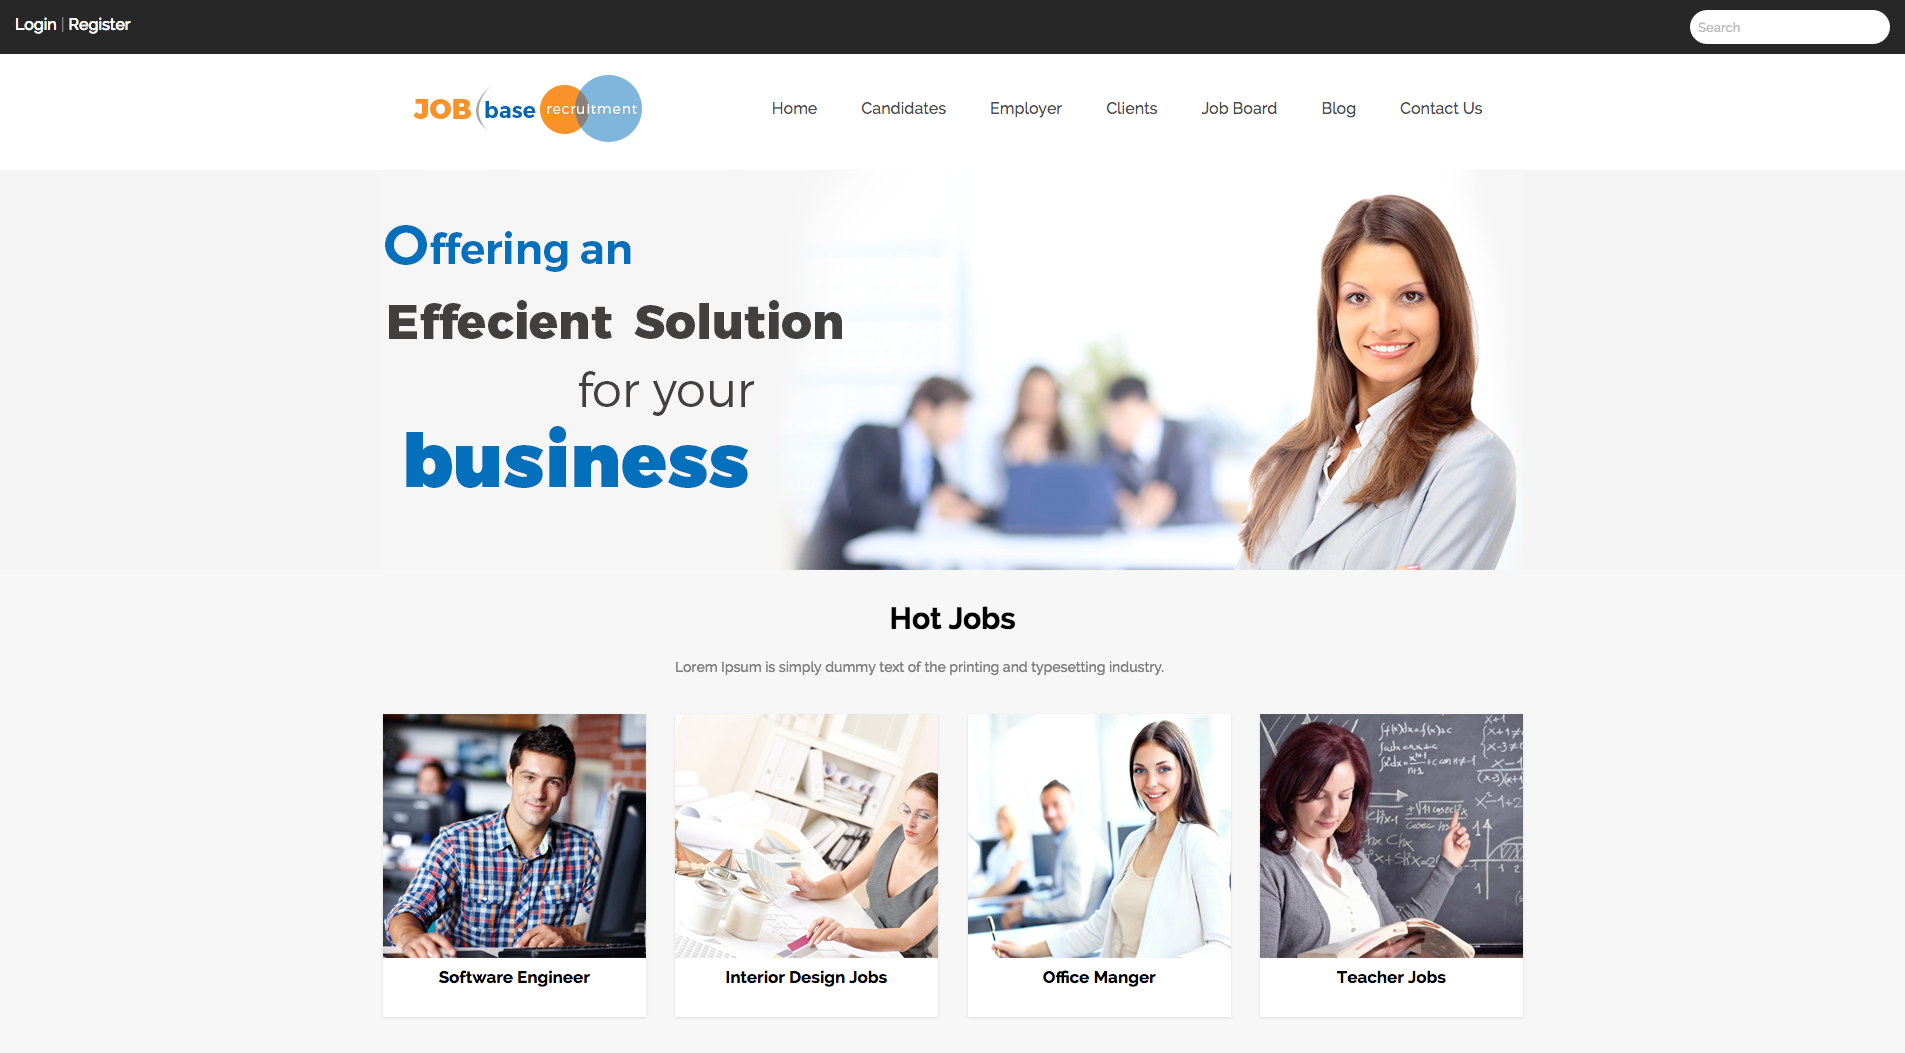 Login | Register
Search
JOB (base recruitment
Home Candidates Employer Clients Job Board Blog Contact Us
Offering an
Effecient Solution
for your
business
Hot Jobs
Lorem Ipsum is simply dummy text of the printing and typesetting industry.
Software Engineer
Interior Design Jobs
Office Manger
Teacher Jobs